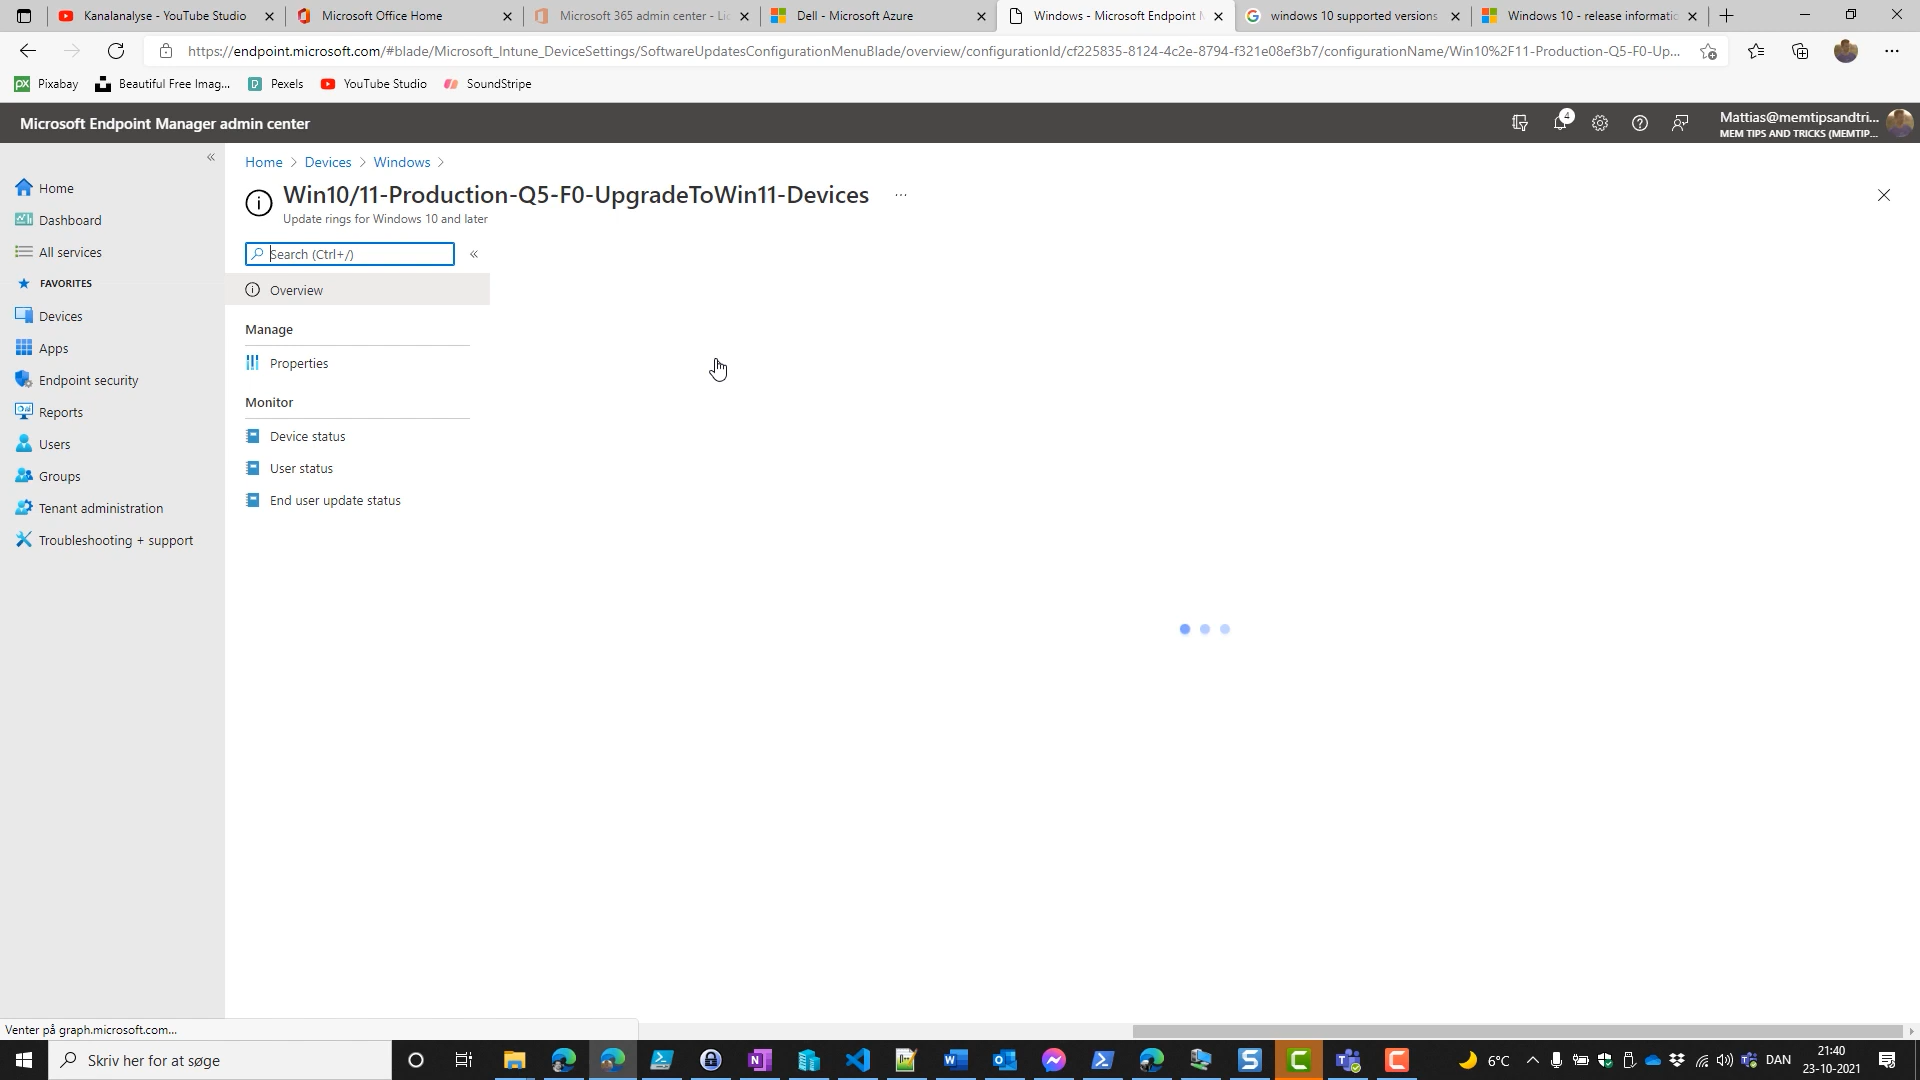 Kanalanalyse - YouTube Studio
Microsoft Office Home
Microsoft 365 admin center - Lic
Dell - Microsoft Azure
Windows - Microsoft Endpoint M
windows 10 supported versions
Windows 10 - release informatic
https://endpoint.microsoft.com/#blade/Microsoft_Intune_DeviceSettings/SoftwareUpdatesConfigurationMenuBlade/overview/configurationId/cf225835-8124-4c2e-8794-f321e08ef3b7/configurationName/Win10%2F11-Production-Q5-F0-Up...
px Pixabay
Beautiful Free Imag...
Pexels
YouTube Studio
SoundStripe
Microsoft Endpoint Manager admin center
4
Mattias@memtipsandtri...
MEM TIPS AND TRICKS (MEMTIP...
Home > Devices > Windows >
Win10/11-Production-Q5-F0-UpgradeToWin11-Devices ...
Update rings for Windows 10 and later
Home
Dashboard
All services
FAVORITES
Devices
Apps
Endpoint security
Reports
Users
Groups
Tenant administration
Troubleshooting + support
Search (Ctrl+/)
Overview
Manage
Properties
Monitor
Device status
User status
End user update status
Venter på graph.microsoft.com...
Skriv her for at søge
6°C
DAN
21:40
23-10-2021